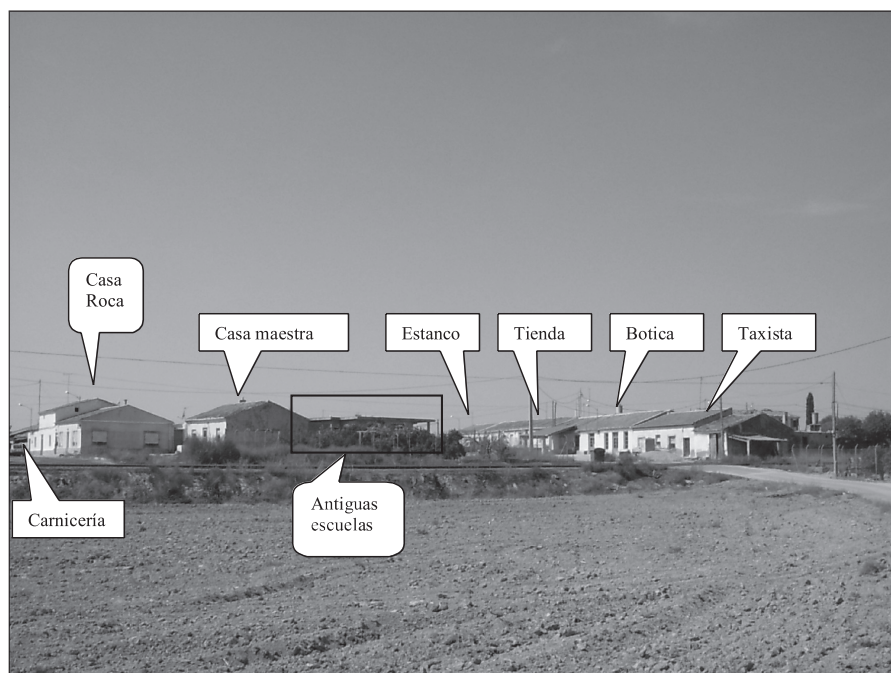 Casa
Roca
Casa maestra
Estanco
Tienda
Botica
Taxista
Carnicería
Antiguas
escuelas